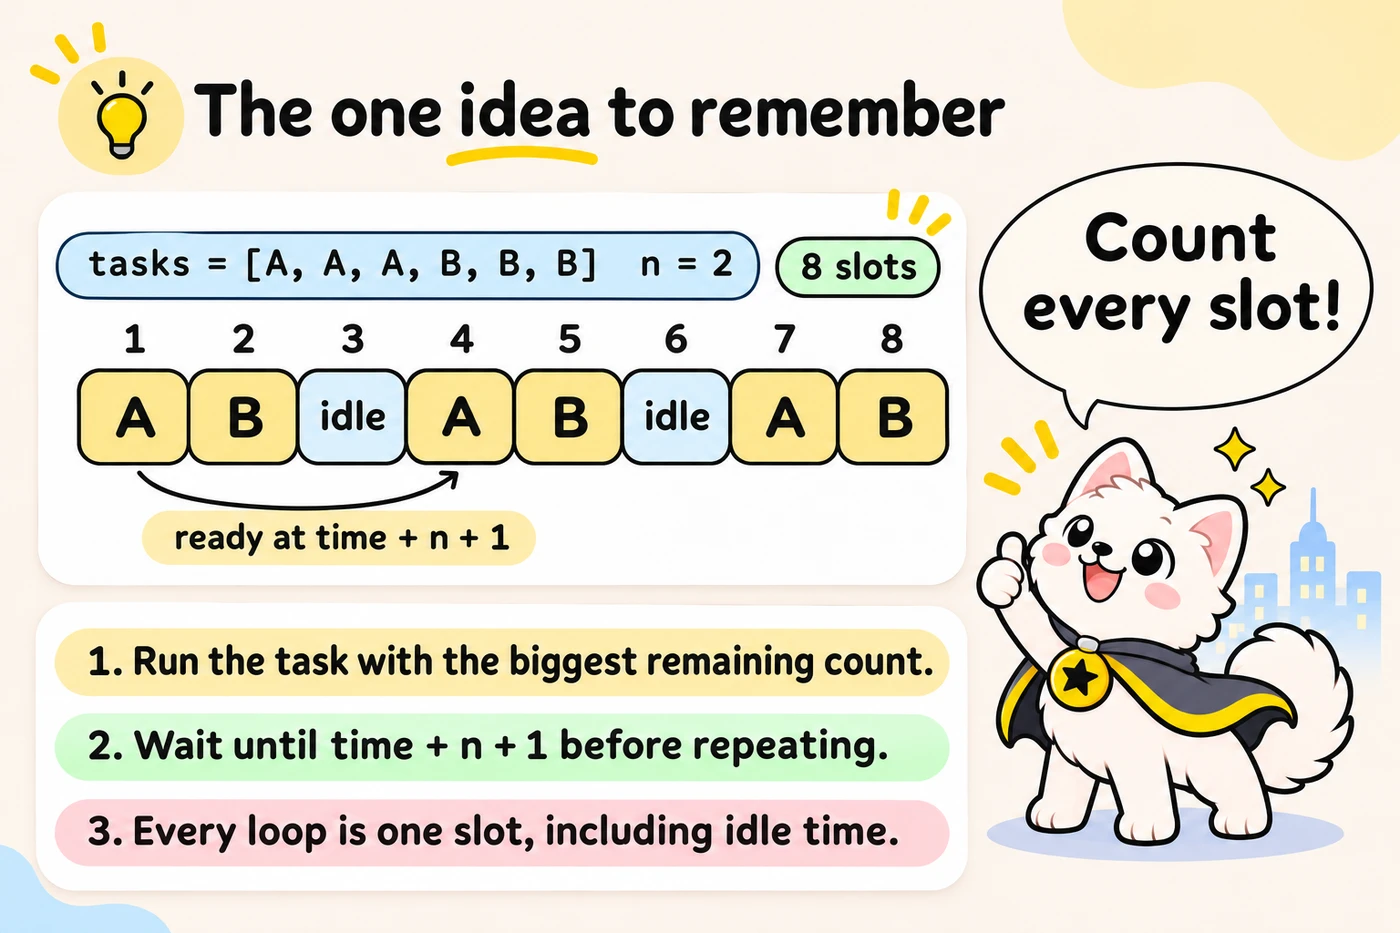 The one idea to remember
tasks = [A, A, A, B, B, B]  n = 2
8 slots
1 2 3 4 5 6 7 8
A B idle A B idle A B
ready at time + n + 1
1. Run the task with the biggest remaining count.
2. Wait until time + n + 1 before repeating.
3. Every loop is one slot, including idle time.
Count
every slot!